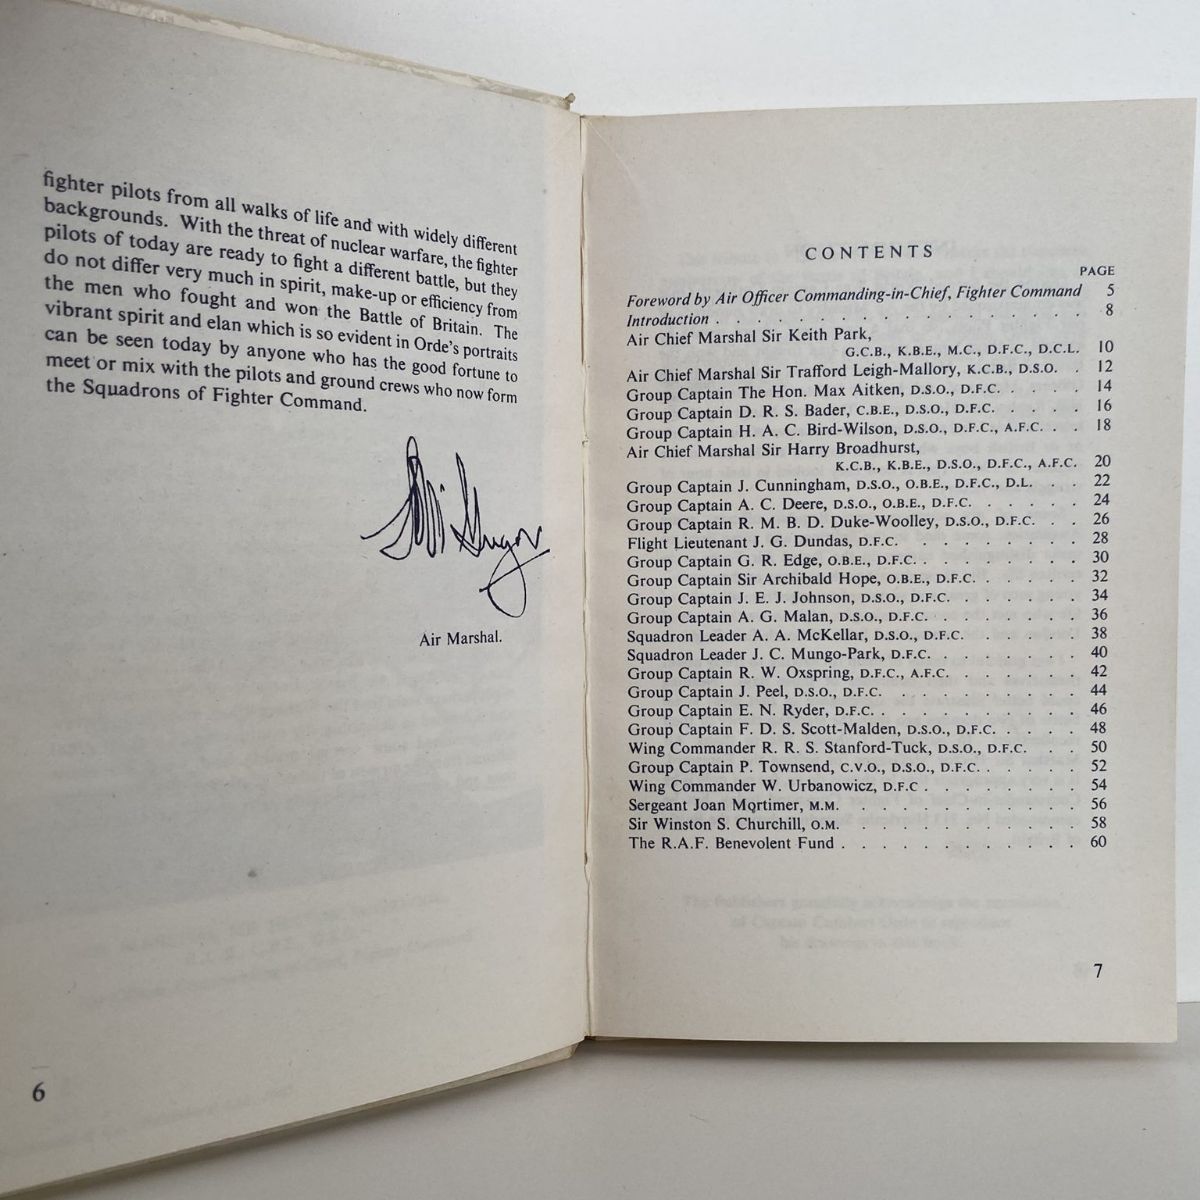 fighter pilots from all walks of life and with widely different
backgrounds. With the threat of nuclear warfare, the fighter
pilots of today are ready to fight a different battle, but they
do not differ very much in spirit, make-up or efficiency from
the men who fought and won the Battle of Britain. The
vibrant spirit and elan which is so evident in Orde's portraits
can be seen today by anyone who has the good fortune to
meet or mix with the pilots and ground crews who now form
the Squadrons of Fighter Command.
Air Marshal.
6
CONTENTS
PAGE
Foreword by Air Officer Commanding-in-Chief, Fighter Command 5
Introduction . . . . . . . . . . . . . . . . . 8
Air Chief Marshal Sir Keith Park,
G.C.B., K.B.E., M.C., D.F.C., D.C.L. 10
Air Chief Marshal Sir Trafford Leigh-Mallory, K.C.B., D.S.O. . 12
Group Captain The Hon. Max Aitken, D.S.O., D.F.C. . . . . 14
Group Captain D. R. S. Bader, C.B.E., D.S.O., D.F.C. . . . . 16
Group Captain H. A. C. Bird-Wilson, D.S.O., D.F.C., A.F.C. . . 18
Air Chief Marshal Sir Harry Broadhurst,
K.C.B., K.B.E., D.S.O., D.F.C., A.F.C. 20
Group Captain J. Cunningham, D.S.O., O.B.E., D.F.C., D.L. . . 22
Group Captain A. C. Deere, D.S.O., O.B.E., D.F.C. . . . . . 24
Group Captain R. M. B. D. Duke-Woolley, D.S.O., D.F.C. . . 26
Flight Lieutenant J. G. Dundas, D.F.C. . . . . . . . . 28
Group Captain G. R. Edge, O.B.E., D.F.C. . . . . . . . 30
Group Captain Sir Archibald Hope, O.B.E., D.F.C. . . . . . 32
Group Captain J. E. J. Johnson, D.S.O., D.F.C. . . . . . . 34
Group Captain A. G. Malan, D.S.O., D.F.C. . . . . . . . 36
Squadron Leader A. A. McKellar, D.S.O., D.F.C. . . . . . 38
Squadron Leader J. C. Mungo-Park, D.F.C. . . . . . . . 40
Group Captain R. W. Oxspring, D.F.C., A.F.C. . . . . . . 42
Group Captain J. Peel, D.S.O., D.F.C. . . . . . . . . 44
Group Captain E. N. Ryder, D.F.C. . . . . . . . . . 46
Group Captain F. D. S. Scott-Malden, D.S.O., D.F.C. . . . . 48
Wing Commander R. R. S. Stanford-Tuck, D.S.O., D.F.C. . . 50
Group Captain P. Townsend, C.V.O., D.S.O., D.F.C. . . . . . 52
Wing Commander W. Urbanowicz, D.F.C . . . . . . . 54
Sergeant Joan Mortimer, M.M. . . . . . . . . . . 56
Sir Winston S. Churchill, O.M. . . . . . . . . . . 58
The R.A.F. Benevolent Fund . . . . . . . . . . . 60
7